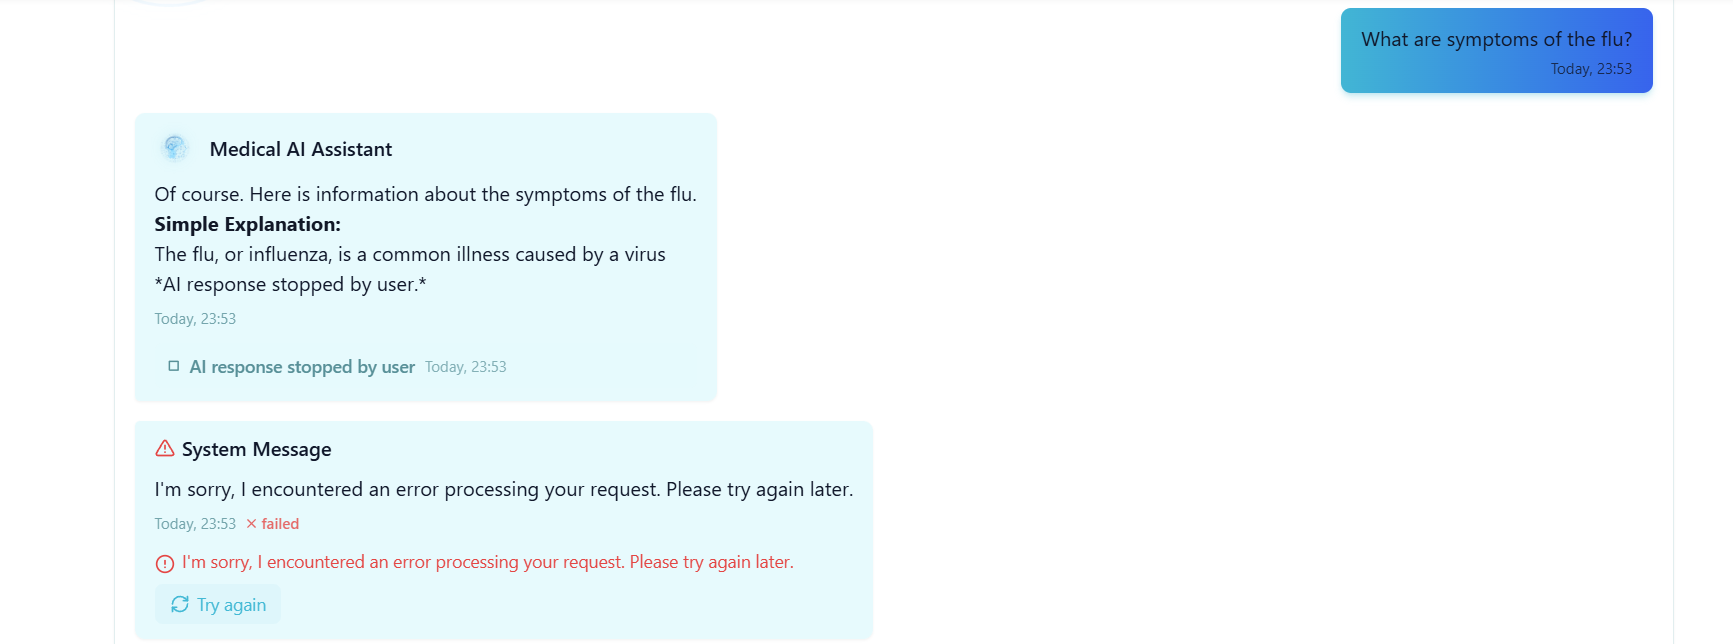 What are symptoms of the flu?
Today, 23:53
Medical AI Assistant
Of course. Here is information about the symptoms of the flu.
Simple Explanation:
The flu, or influenza, is a common illness caused by a virus
*AI response stopped by user.*
Today, 23:53
AI response stopped by user Today, 23:53
System Message
I'm sorry, I encountered an error processing your request. Please try again later.
Today, 23:53 × failed
I'm sorry, I encountered an error processing your request. Please try again later.
Try again